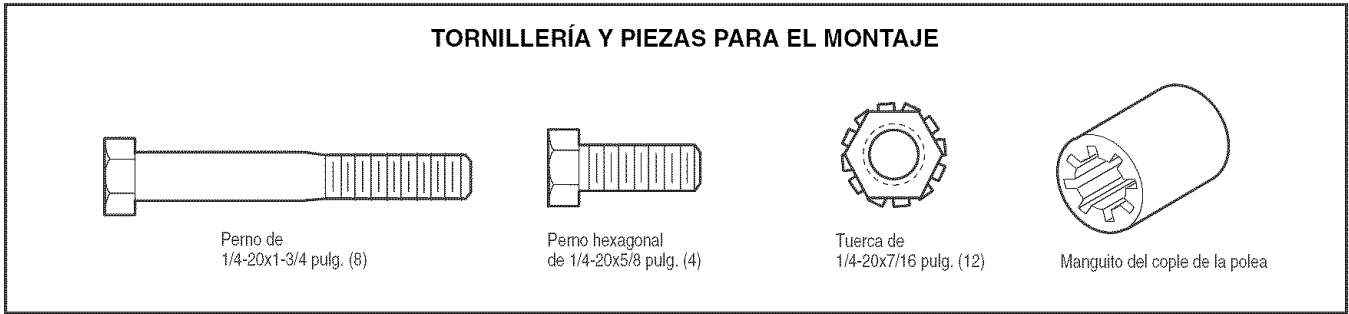 TORNILLERÍA Y PIEZAS PARA EL MONTAJE
Perno de
1/4-20x1-3/4 pulg. (8)
Perno hexagonal
de 1/4-20x5/8 pulg. (4)
Tuerca de
1/4-20x7/16 pulg. (12)
Manguito del cople de la polea